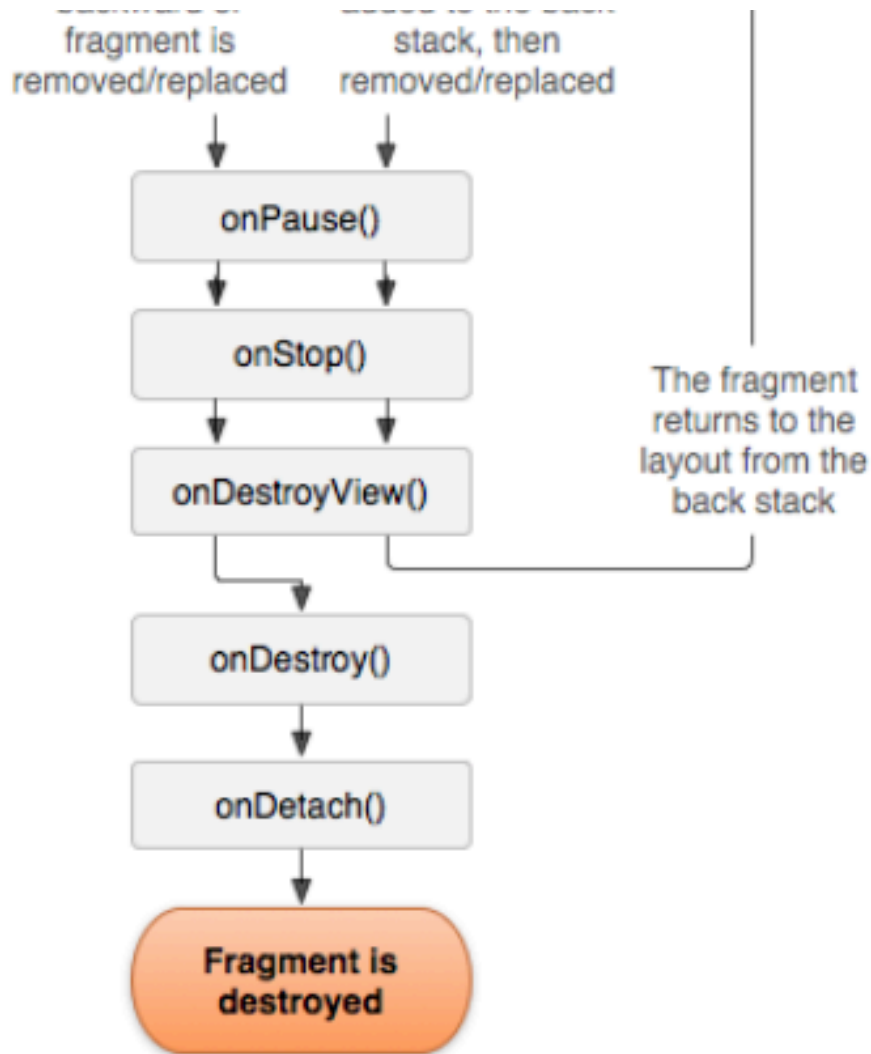 fragment is
removed/replaced
stack, then
removed/replaced
onPause()
onStop()
The fragment
returns to the
layout from the
back stack
onDestroyView()
onDestroy()
onDetach()
Fragment is
destroyed